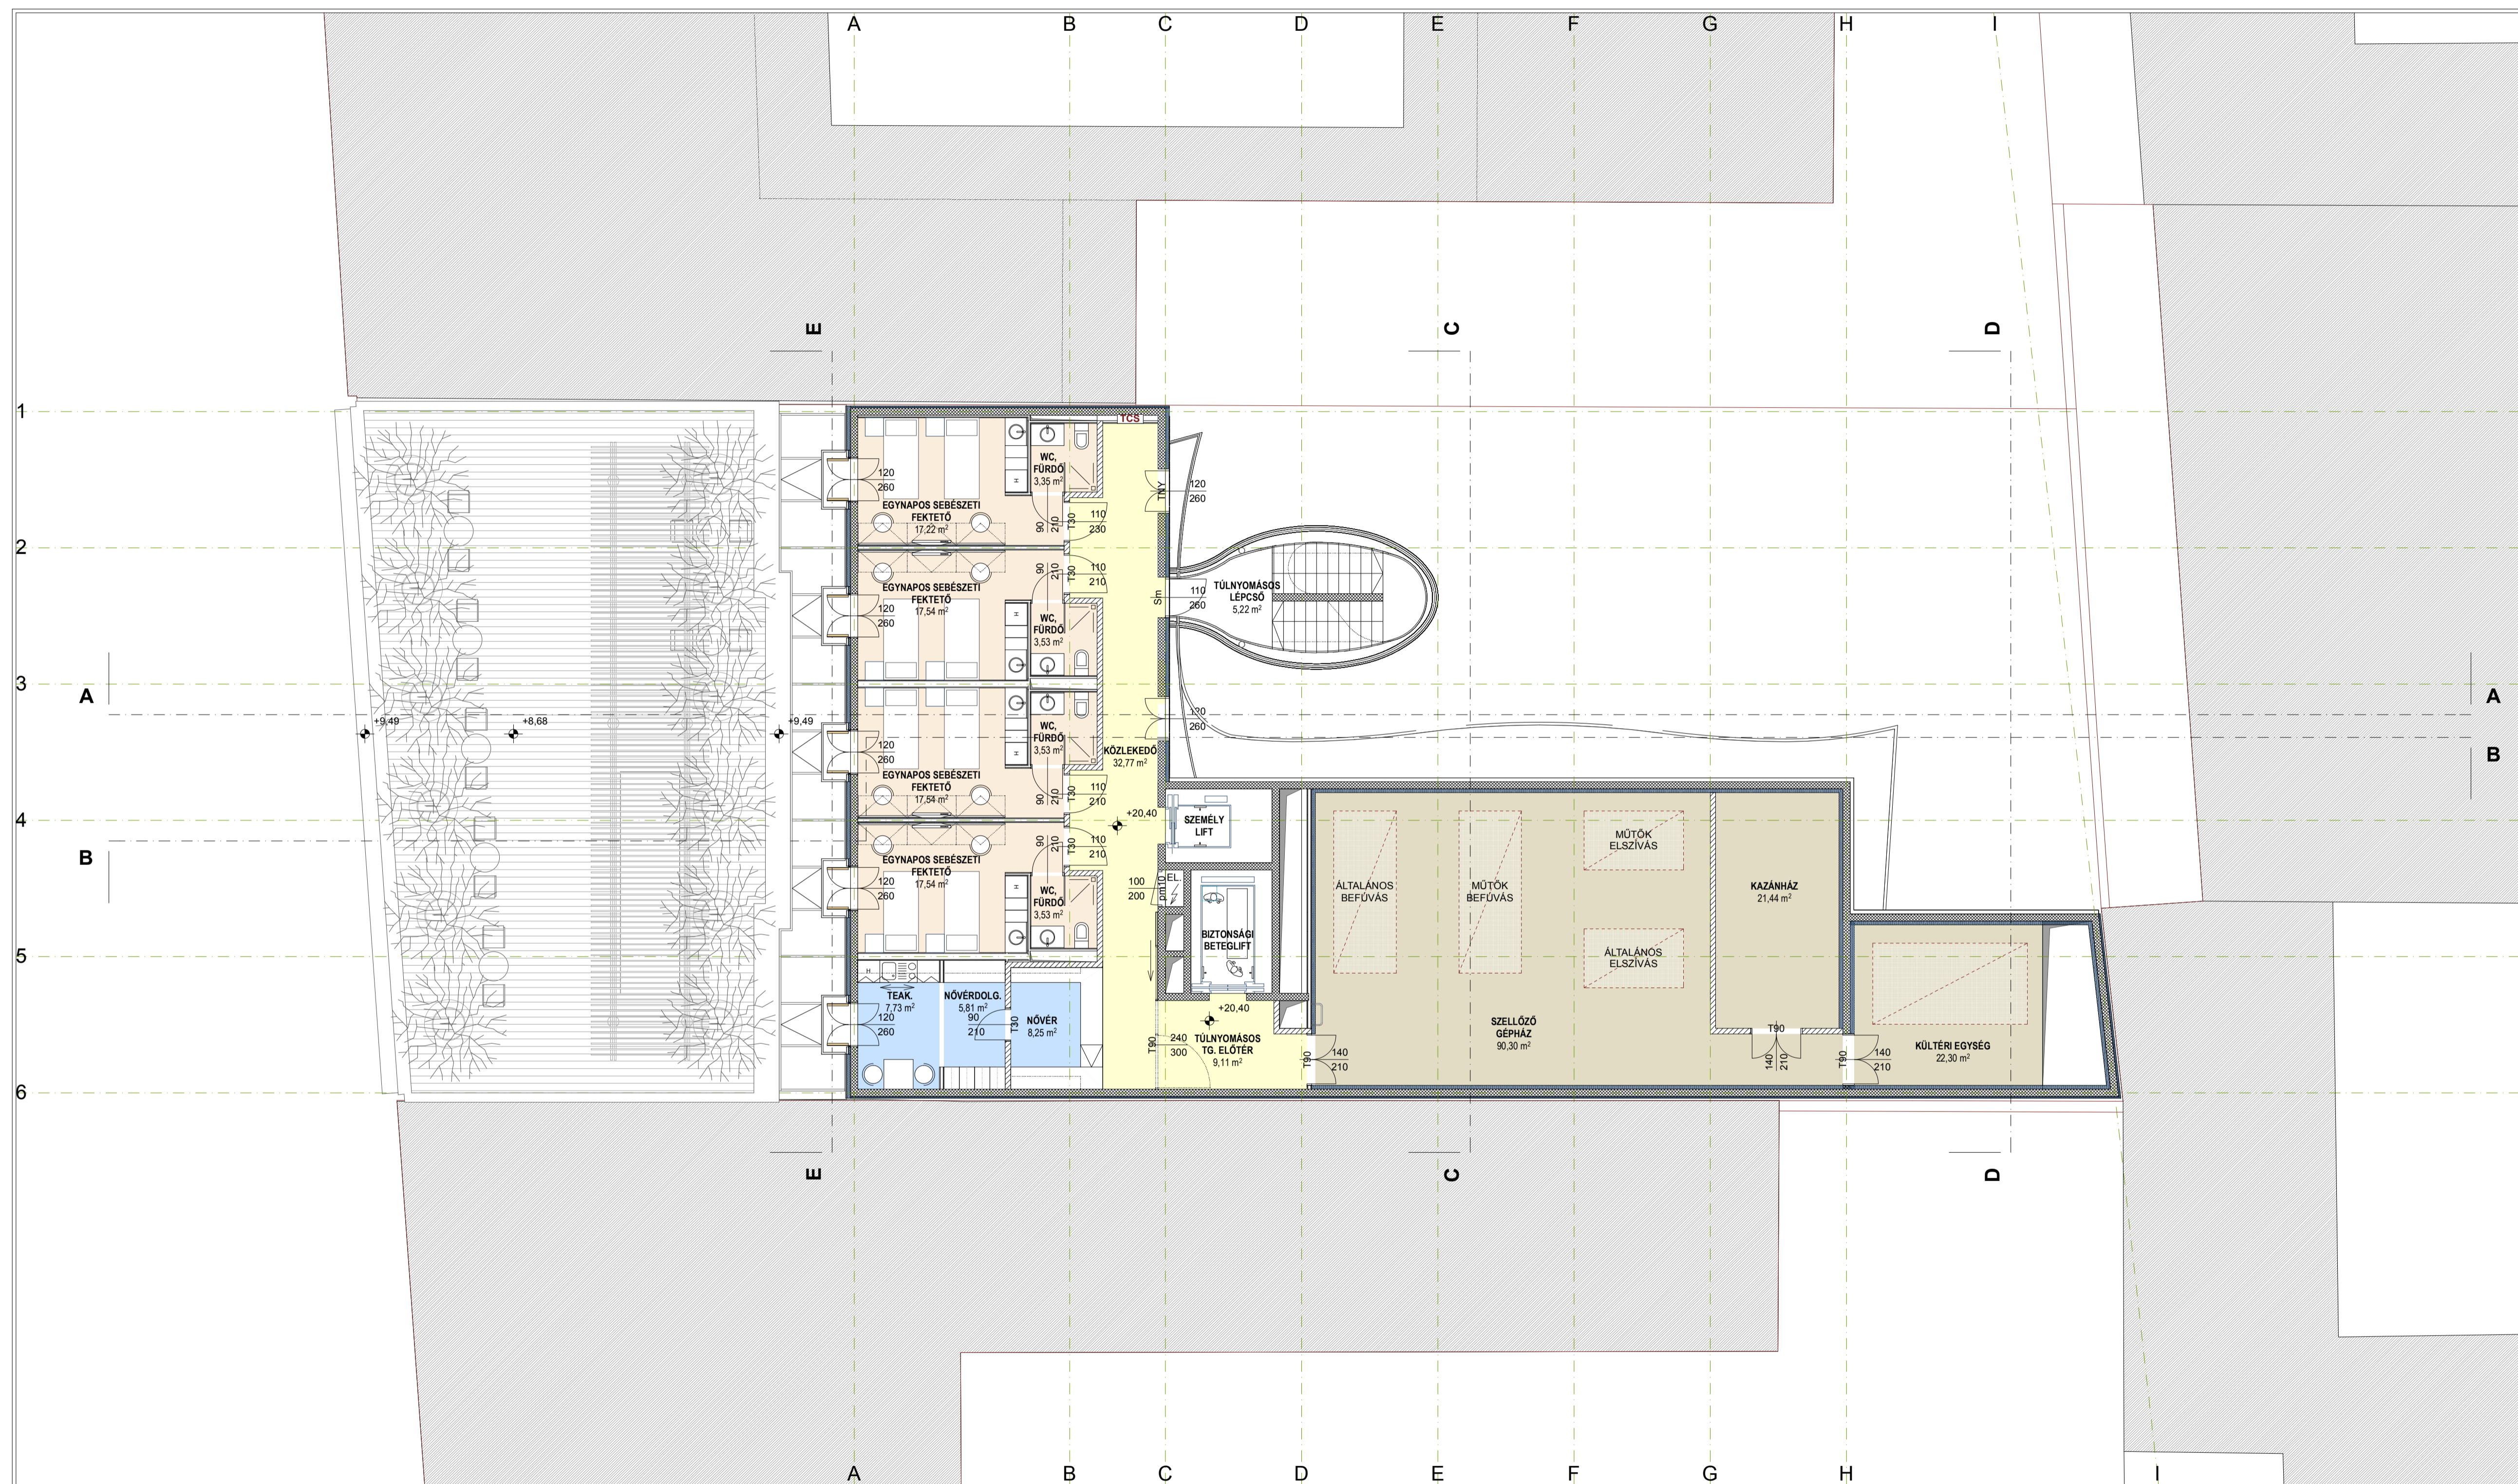 A B C D E F G H I
E C D
1
TCS
WC,
FÜRDŐ
3,35 m²
120
260
EGYNAPOS SEBÉSZETI
FEKTETŐ
17,22 m²
H
90
210
T30
110
230
TNY
120
260
2
EGYNAPOS SEBÉSZETI
FEKTETŐ
17,54 m²
90
210
T30
110
210
120
260
H
WC,
FÜRDŐ
3,53 m²
Sm
110
260
TÚLNYOMÁSOS
LÉPCSŐ
5,22 m²
3
A A
+9,49
+8,68
+9,49
WC,
FÜRDŐ
3,53 m²
H
120
260
120
260
KÖZLEKEDŐ
32,77 m²
B
EGYNAPOS SEBÉSZETI
FEKTETŐ
17,54 m²
90
210
T30
110
210
4
+20,40
SZEMÉLY
LIFT
B
EGYNAPOS SEBÉSZETI
FEKTETŐ
17,54 m²
90
210
T30
110
210
120
260
H
WC,
FÜRDŐ
3,53 m²
100
200
pm10
EL.
BIZTONSÁGI
BETEGLIFT
ÁLTALÁNOS
BEFÚVÁS
MŰTŐK
BEFÚVÁS
MŰTŐK
ELSZÍVÁS
ÁLTALÁNOS
ELSZÍVÁS
KAZÁNHÁZ
21,44 m²
5
H
TEAK.
7,73 m²
120
260
NŐVÉRDOLG.
5,81 m²
90
210
T30
NŐVÉR
8,25 m²
+20,40
T90
240
300
TÚLNYOMÁSOS
TG. ELŐTÉR
9,11 m²
T90
140
210
SZELLŐZŐ
GÉPHÁZ
90,30 m²
T90
140
210
T90
140
210
KÜLTÉRI EGYSÉG
22,30 m²
6
E C D
A B C D E F G H I